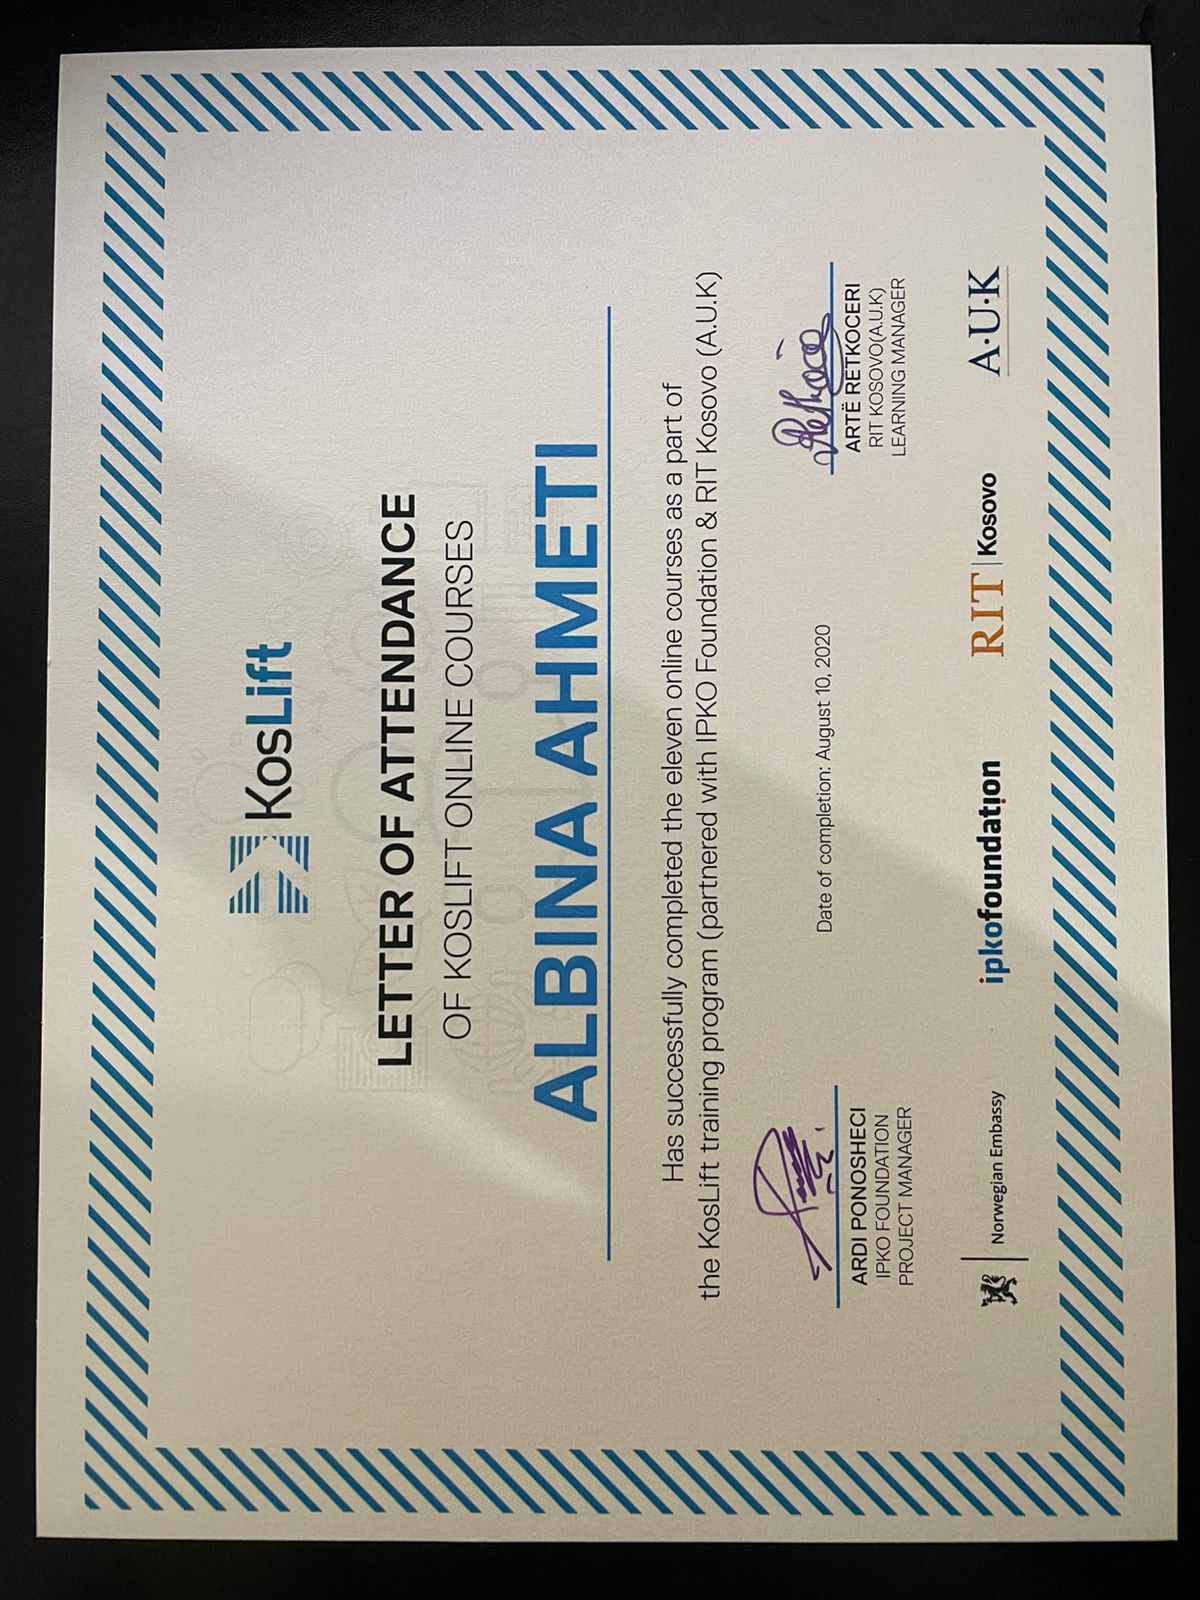 KosLift
LETTER OF ATTENDANCE
OF KOSLIFT ONLINE COURSES
ALBINA AHMETI
Has successfully completed the eleven online courses as a part of
the KosLift training program (partnered with IPKO Foundation & RIT Kosovo (A.U.K)
Date of completion: August 10, 2020
ARDI PONOSHECI
IPKO FOUNDATION
PROJECT MANAGER
ARTË RETKOCERI
RIT KOSOVO(A.U.K)
LEARNING MANAGER
Norwegian Embassy
ipkofoundation
RIT | Kosovo
A·U·K